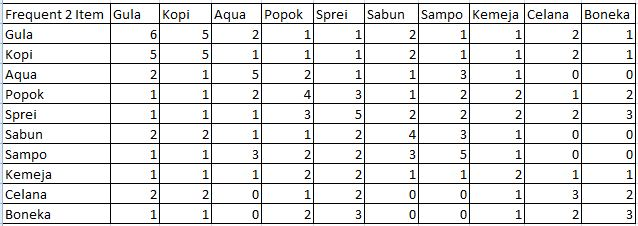 Frequent 2 Item Gula Kopi Aqua Popok Sprei Sabun Sampo Kemeja Celana Boneka
Gula 6 5 2 1 1 2 1 1 2 1
Kopi 5 5 1 1 1 2 1 1 2 1
Aqua 2 1 5 2 1 1 3 1 0 0
Popok 1 1 2 4 3 1 2 2 1 2
Sprei 1 1 1 3 5 2 2 2 2 3
Sabun 2 2 1 1 2 4 3 1 0 0
Sampo 1 1 3 2 2 3 5 1 0 0
Kemeja 1 1 1 2 2 1 1 2 1 1
Celana 2 2 0 1 2 0 0 1 3 2
Boneka 1 1 0 2 3 0 0 1 2 3